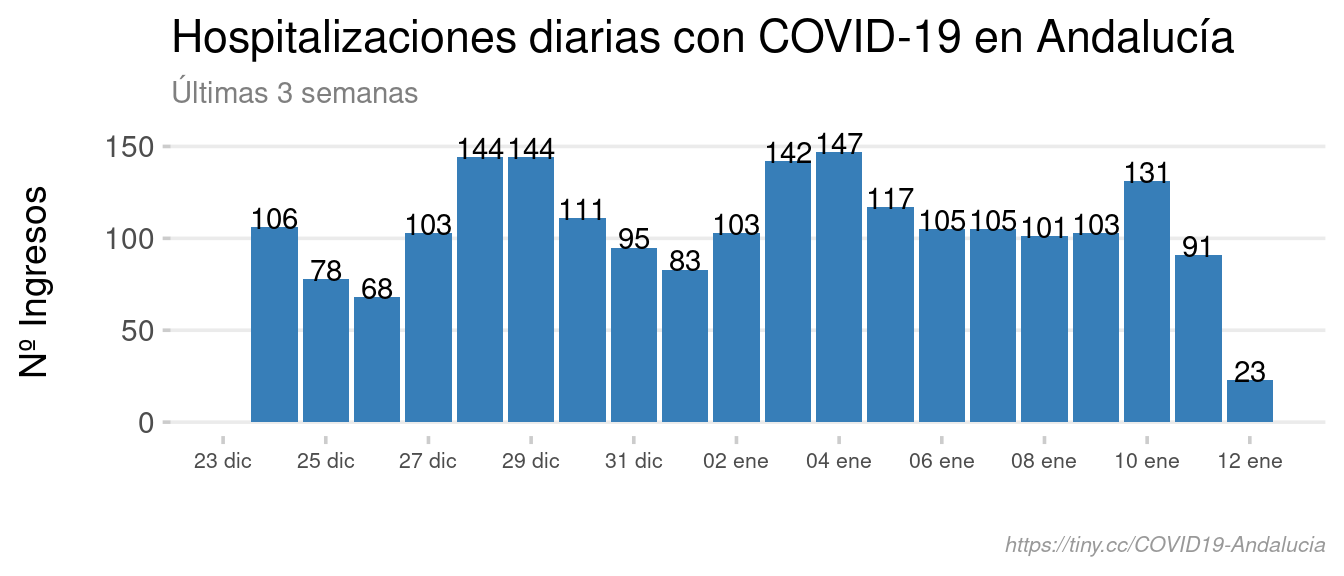 Hospitalizaciones diarias con COVID-19 en Andalucía
Últimas 3 semanas
Nº Ingresos
150
100
50
0
106
78
68
103
144
144
111
95
83
103
142
147
117
105
105
101
103
131
91
23
23 dic
25 dic
27 dic
29 dic
31 dic
02 ene
04 ene
06 ene
08 ene
10 ene
12 ene
https://tiny.cc/COVID19-Andalucia